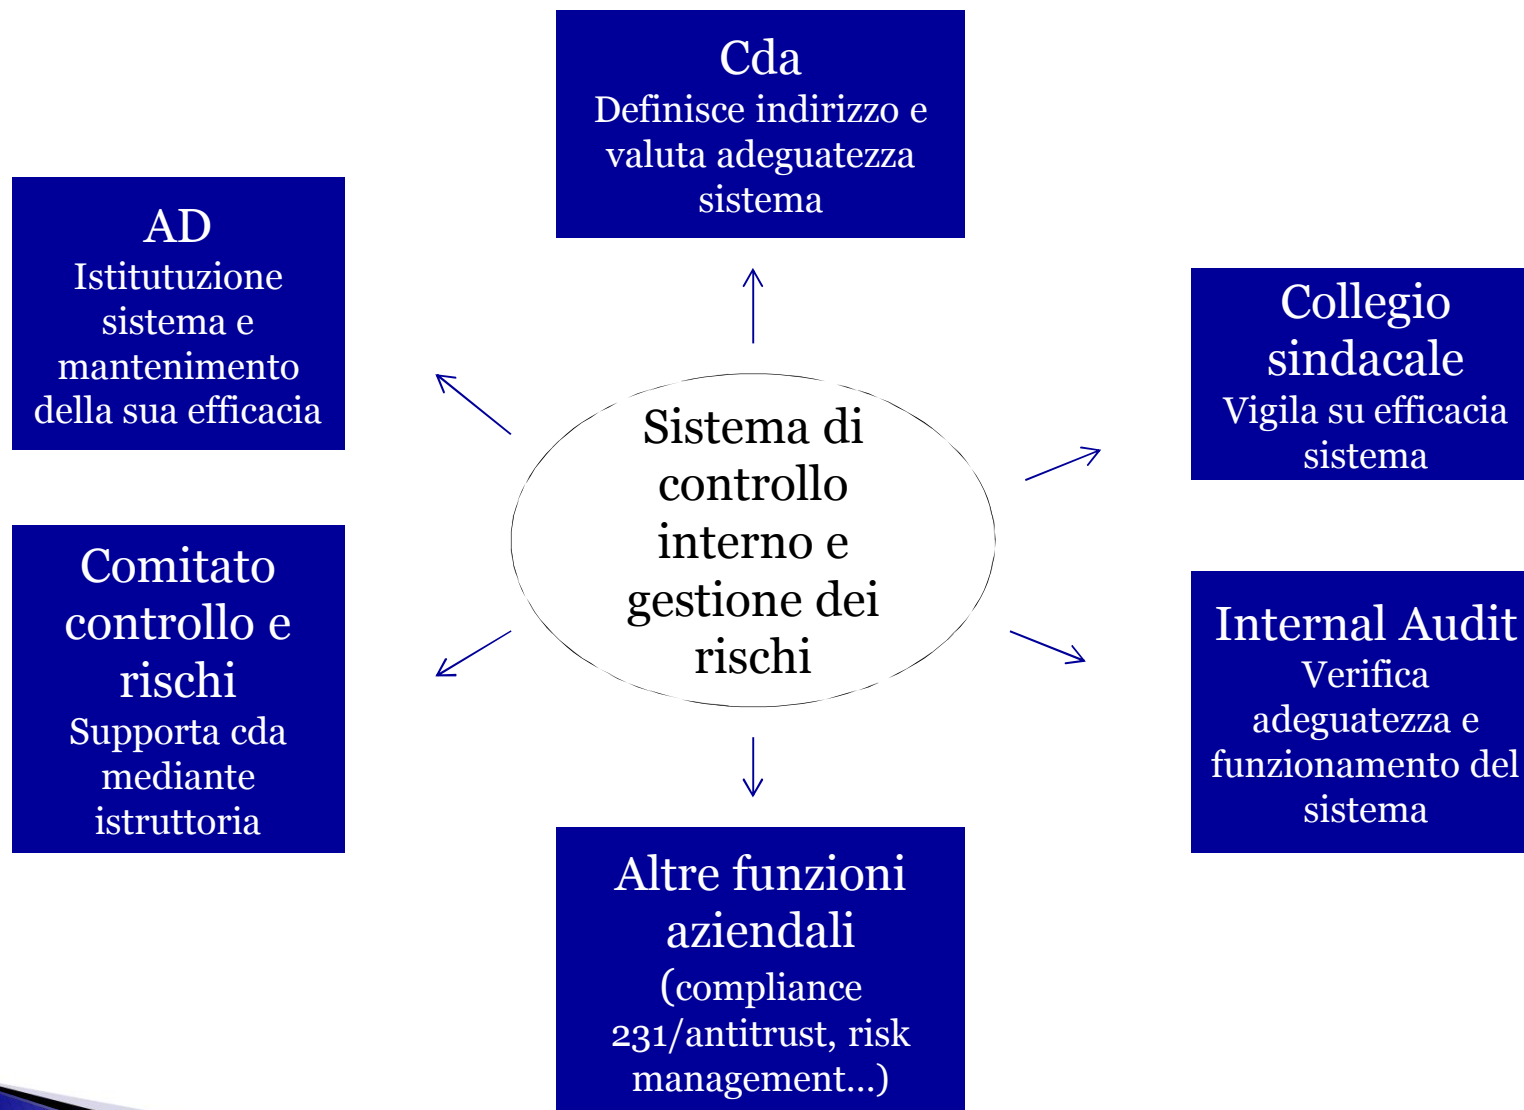 Cda
Definisce indirizzo e
valuta adeguatezza
sistema
AD
Istitutuzione
sistema e
mantenimento
della sua efficacia
Collegio
sindacale
Vigila su efficacia
sistema
Sistema di
controllo
interno e
gestione dei
rischi
Comitato
controllo e
rischi
Supporta cda
mediante
istruttoria
Internal Audit
Verifica
adeguatezza e
funzionamento del
sistema
Altre funzioni
aziendali
(compliance
231/antitrust, risk
management…)